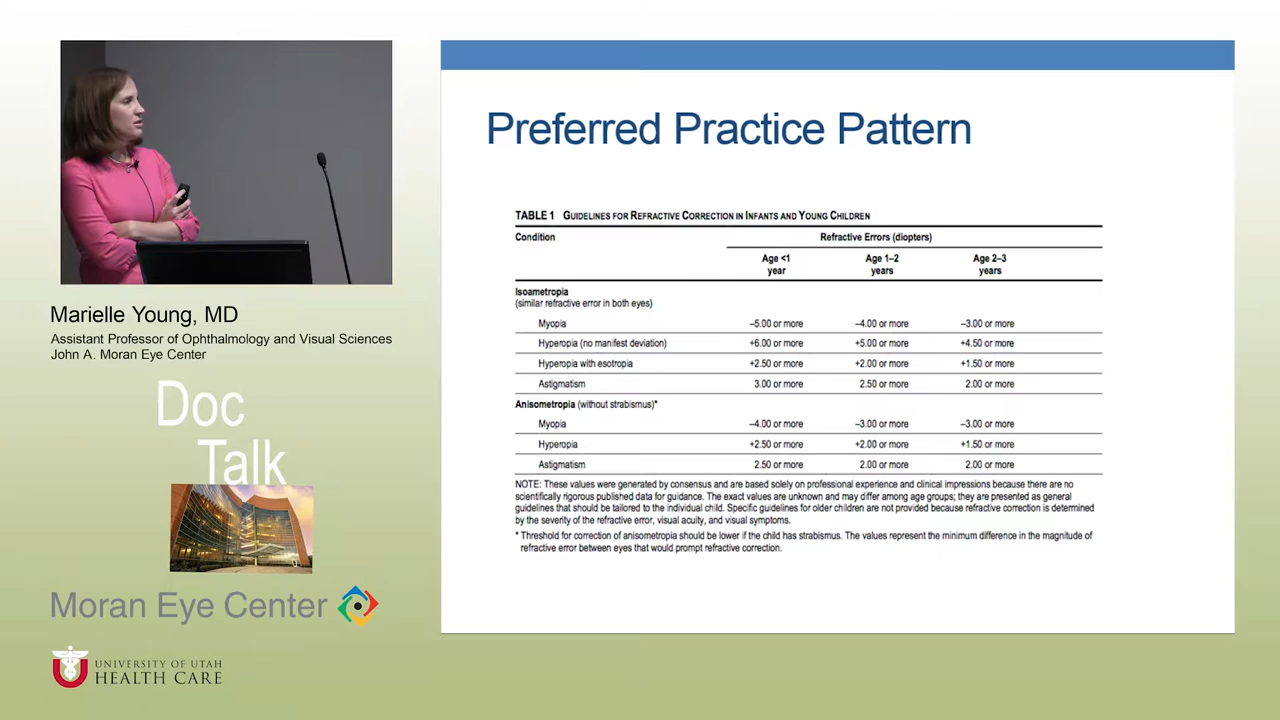 Preferred Practice Pattern
TABLE 1 GUIDELINES FOR REFRACTIVE CORRECTION IN INFANTS AND YOUNG CHILDREN
Condition Refractive Errors (diopters)
Age <1 year Age 1–2 years Age 2–3 years
Isoametropia
(similar refractive error in both eyes)
Myopia –5.00 or more –4.00 or more –3.00 or more
Hyperopia (no manifest deviation) +6.00 or more +5.00 or more +4.50 or more
Hyperopia with esotropia +2.50 or more +2.00 or more +1.50 or more
Astigmatism 3.00 or more 2.50 or more 2.00 or more
Anisometropia (without strabismus)*
Myopia –4.00 or more –3.00 or more –3.00 or more
Hyperopia +2.50 or more +2.00 or more +1.50 or more
Astigmatism 2.50 or more 2.00 or more 2.00 or more
NOTE: These values were generated by consensus and are based solely on professional experience and clinical impressions because there are no
scientifically rigorous published data for guidance. The exact values are unknown and may differ among age groups; they are presented as general
guidelines that should be tailored to the individual child. Specific guidelines for older children are not provided because refractive correction is determined
by the severity of the refractive error, visual acuity, and visual symptoms.
* Threshold for correction of anisometropia should be lower if the child has strabismus. The values represent the minimum difference in the magnitude of
refractive error between eyes that would prompt refractive correction.
Marielle Young, MD
Assistant Professor of Ophthalmology and Visual Sciences
John A. Moran Eye Center
Doc
Talk
Moran Eye Center
UNIVERSITY OF UTAH
HEALTH CARE